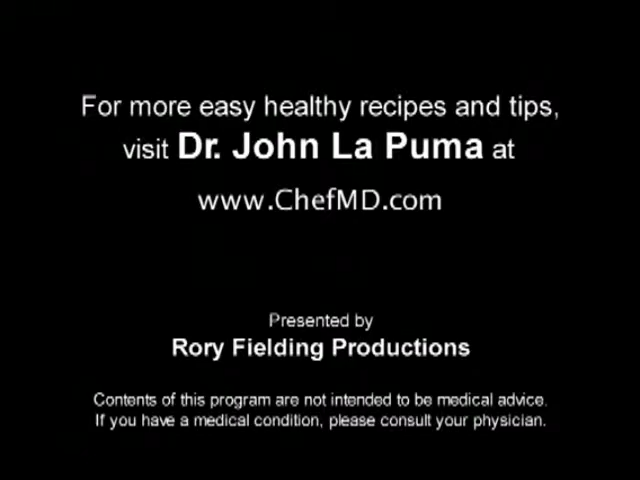 For more easy healthy recipes and tips,
visit Dr. John La Puma at
www.ChefMD.com
Presented by
Rory Fielding Productions
Contents of this program are not intended to be medical advice.
If you have a medical condition, please consult your physician.